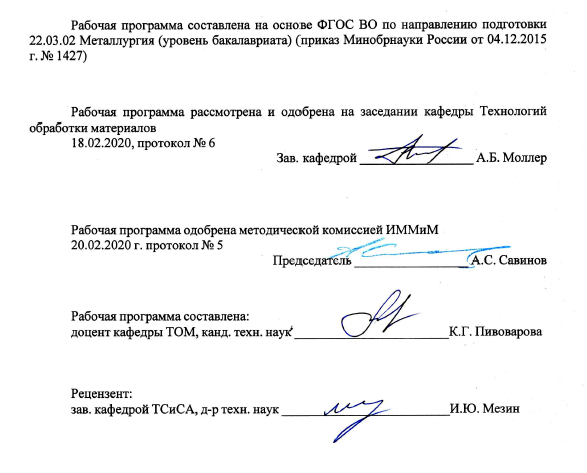 Рабочая программа составлена на основе ФГОС ВО по направлению подготовки
22.03.02 Металлургия (уровень бакалавриата) (приказ Минобрнауки России от 04.12.2015
г. № 1427)
Рабочая программа рассмотрена и одобрена на заседании кафедры Технологий
обработки материалов
18.02.2020, протокол № 6
Зав. кафедрой ________________ А.Б. Моллер
Рабочая программа одобрена методической комиссией ИММиМ
20.02.2020 г. протокол № 5
Председатель ________________ А.С. Савинов
Рабочая программа составлена:
доцент кафедры ТОМ, канд. техн. наук ______________________ К.Г. Пивоварова
Рецензент:
зав. кафедрой ТСиСА, д-р техн. наук ________________________ И.Ю. Мезин